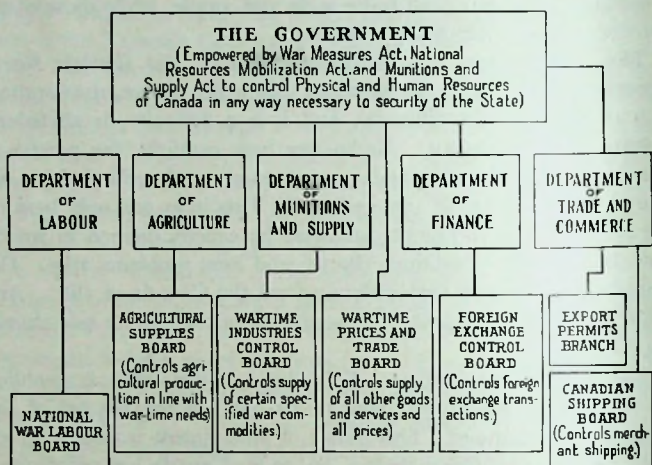 THE GOVERNMENT
(Empowered by War Measures Act, National
Resources Mobilization Act. and Munitions and
Supply Act to control Physical and Human Resources
of Canada in any way necessary to security of the State)
DEPARTMENT
OF
LABOUR
DEPARTMENT
OF
AGRICULTURE
DEPARTMENT
OF
MUNITIONS
AND SUPPLY
DEPARTMENT
OF
FINANCE
DEPARTMENT
OF
TRADE AND
COMMERCE
NATIONAL
WAR LABOUR
BOARD
AGRICULTURAL
SUPPLIES
BOARD
(Controls agri-
cultural produc-
tion in line with
war-time needs)
WARTIME
INDUSTRIES
CONTROL
BOARD
(Controls supply
of certain spec-
ified war com-
modities.)
WARTIME
PRICES AND
TRADE
BOARD
(Controls supply
of all other goods
and services and
all prices)
FOREIGN
EXCHANGE
CONTROL
BOARD
(Controls foreign
exchange trans-
actions.)
EXPORT
PERMITS
BRANCH
CANADIAN
SHIPPING
BOARD
(Controls merch-
ant shipping.)